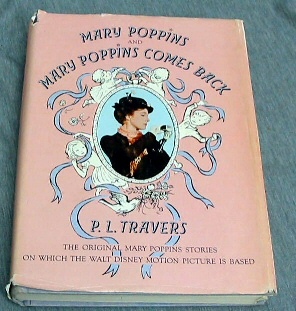 MARY POPPINS
AND
MARY POPPINS COMES BACK
P. L. TRAVERS
THE ORIGINAL MARY POPPINS STORIES
ON WHICH THE WALT DISNEY MOTION PICTURE IS BASED